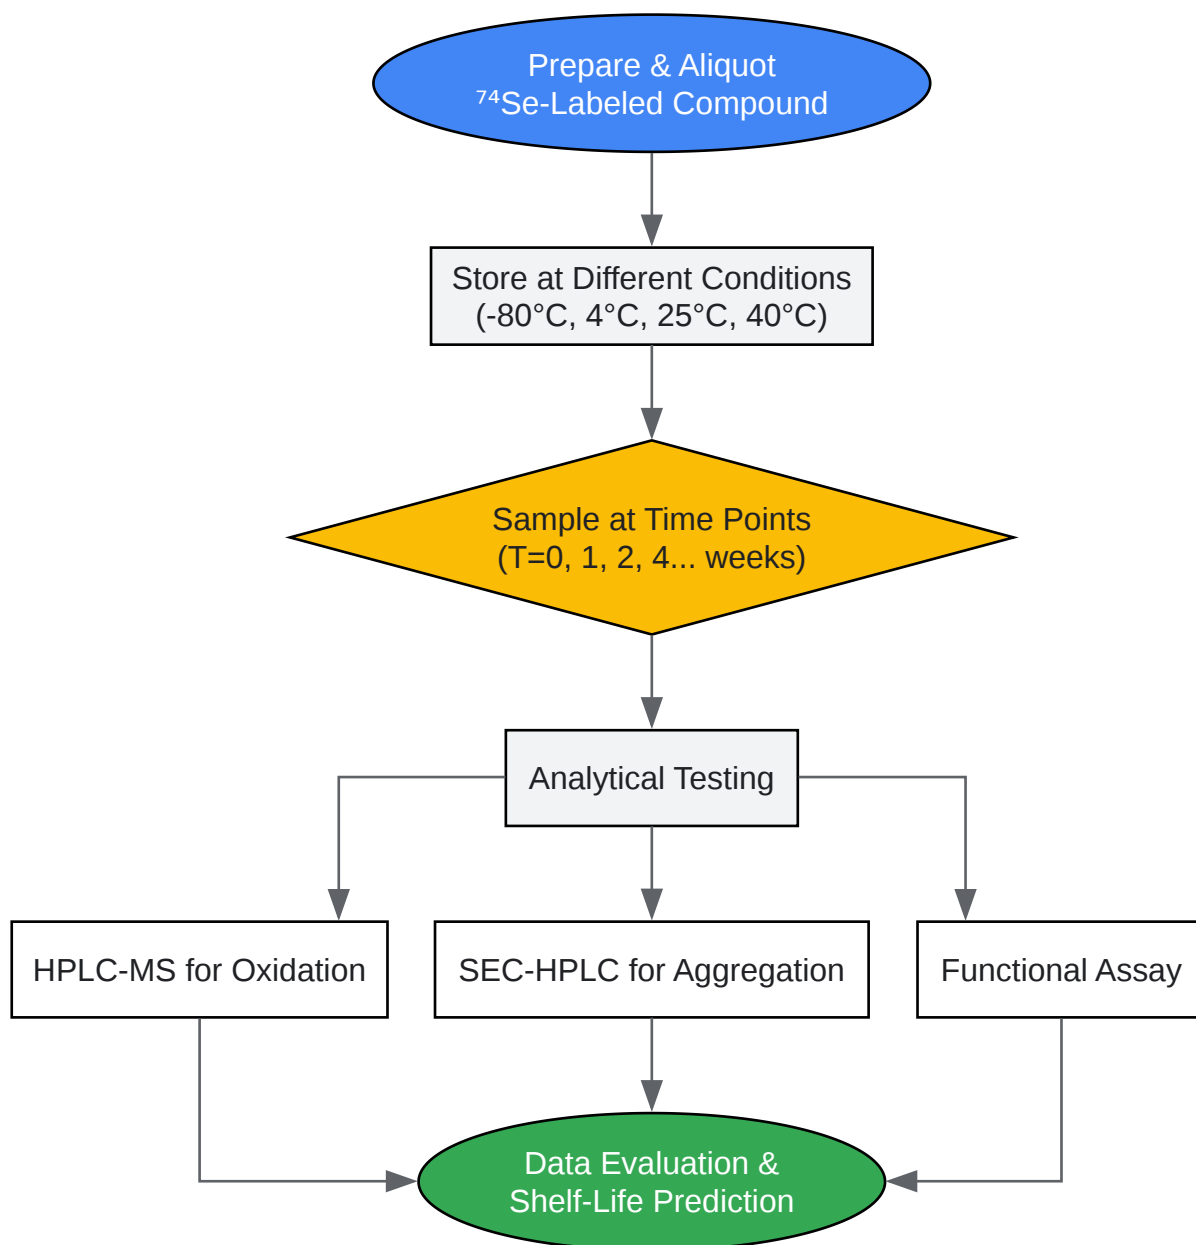 Prepare & Aliquot
⁷⁴Se-Labeled Compound
Store at Different Conditions
(-80°C, 4°C, 25°C, 40°C)
Sample at Time Points
(T=0, 1, 2, 4... weeks)
Analytical Testing
HPLC-MS for Oxidation
SEC-HPLC for Aggregation
Functional Assay
Data Evaluation &
Shelf-Life Prediction